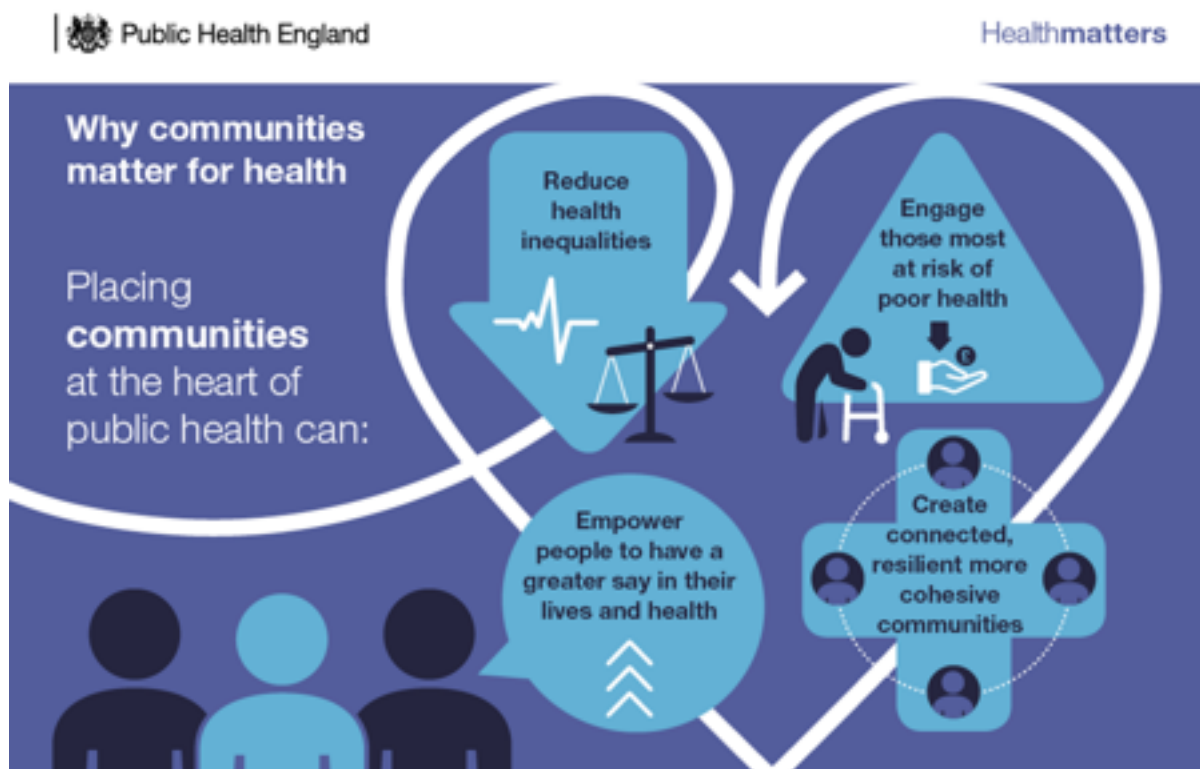 Public Health England
Healthmatters
Why communities
matter for health
Placing
communities
at the heart of
public health can:
Reduce
health
inequalities
Engage
those most
at risk of
poor health
£
Empower
people to have a
greater say in their
lives and health
Create
connected,
resilient more
cohesive
communities